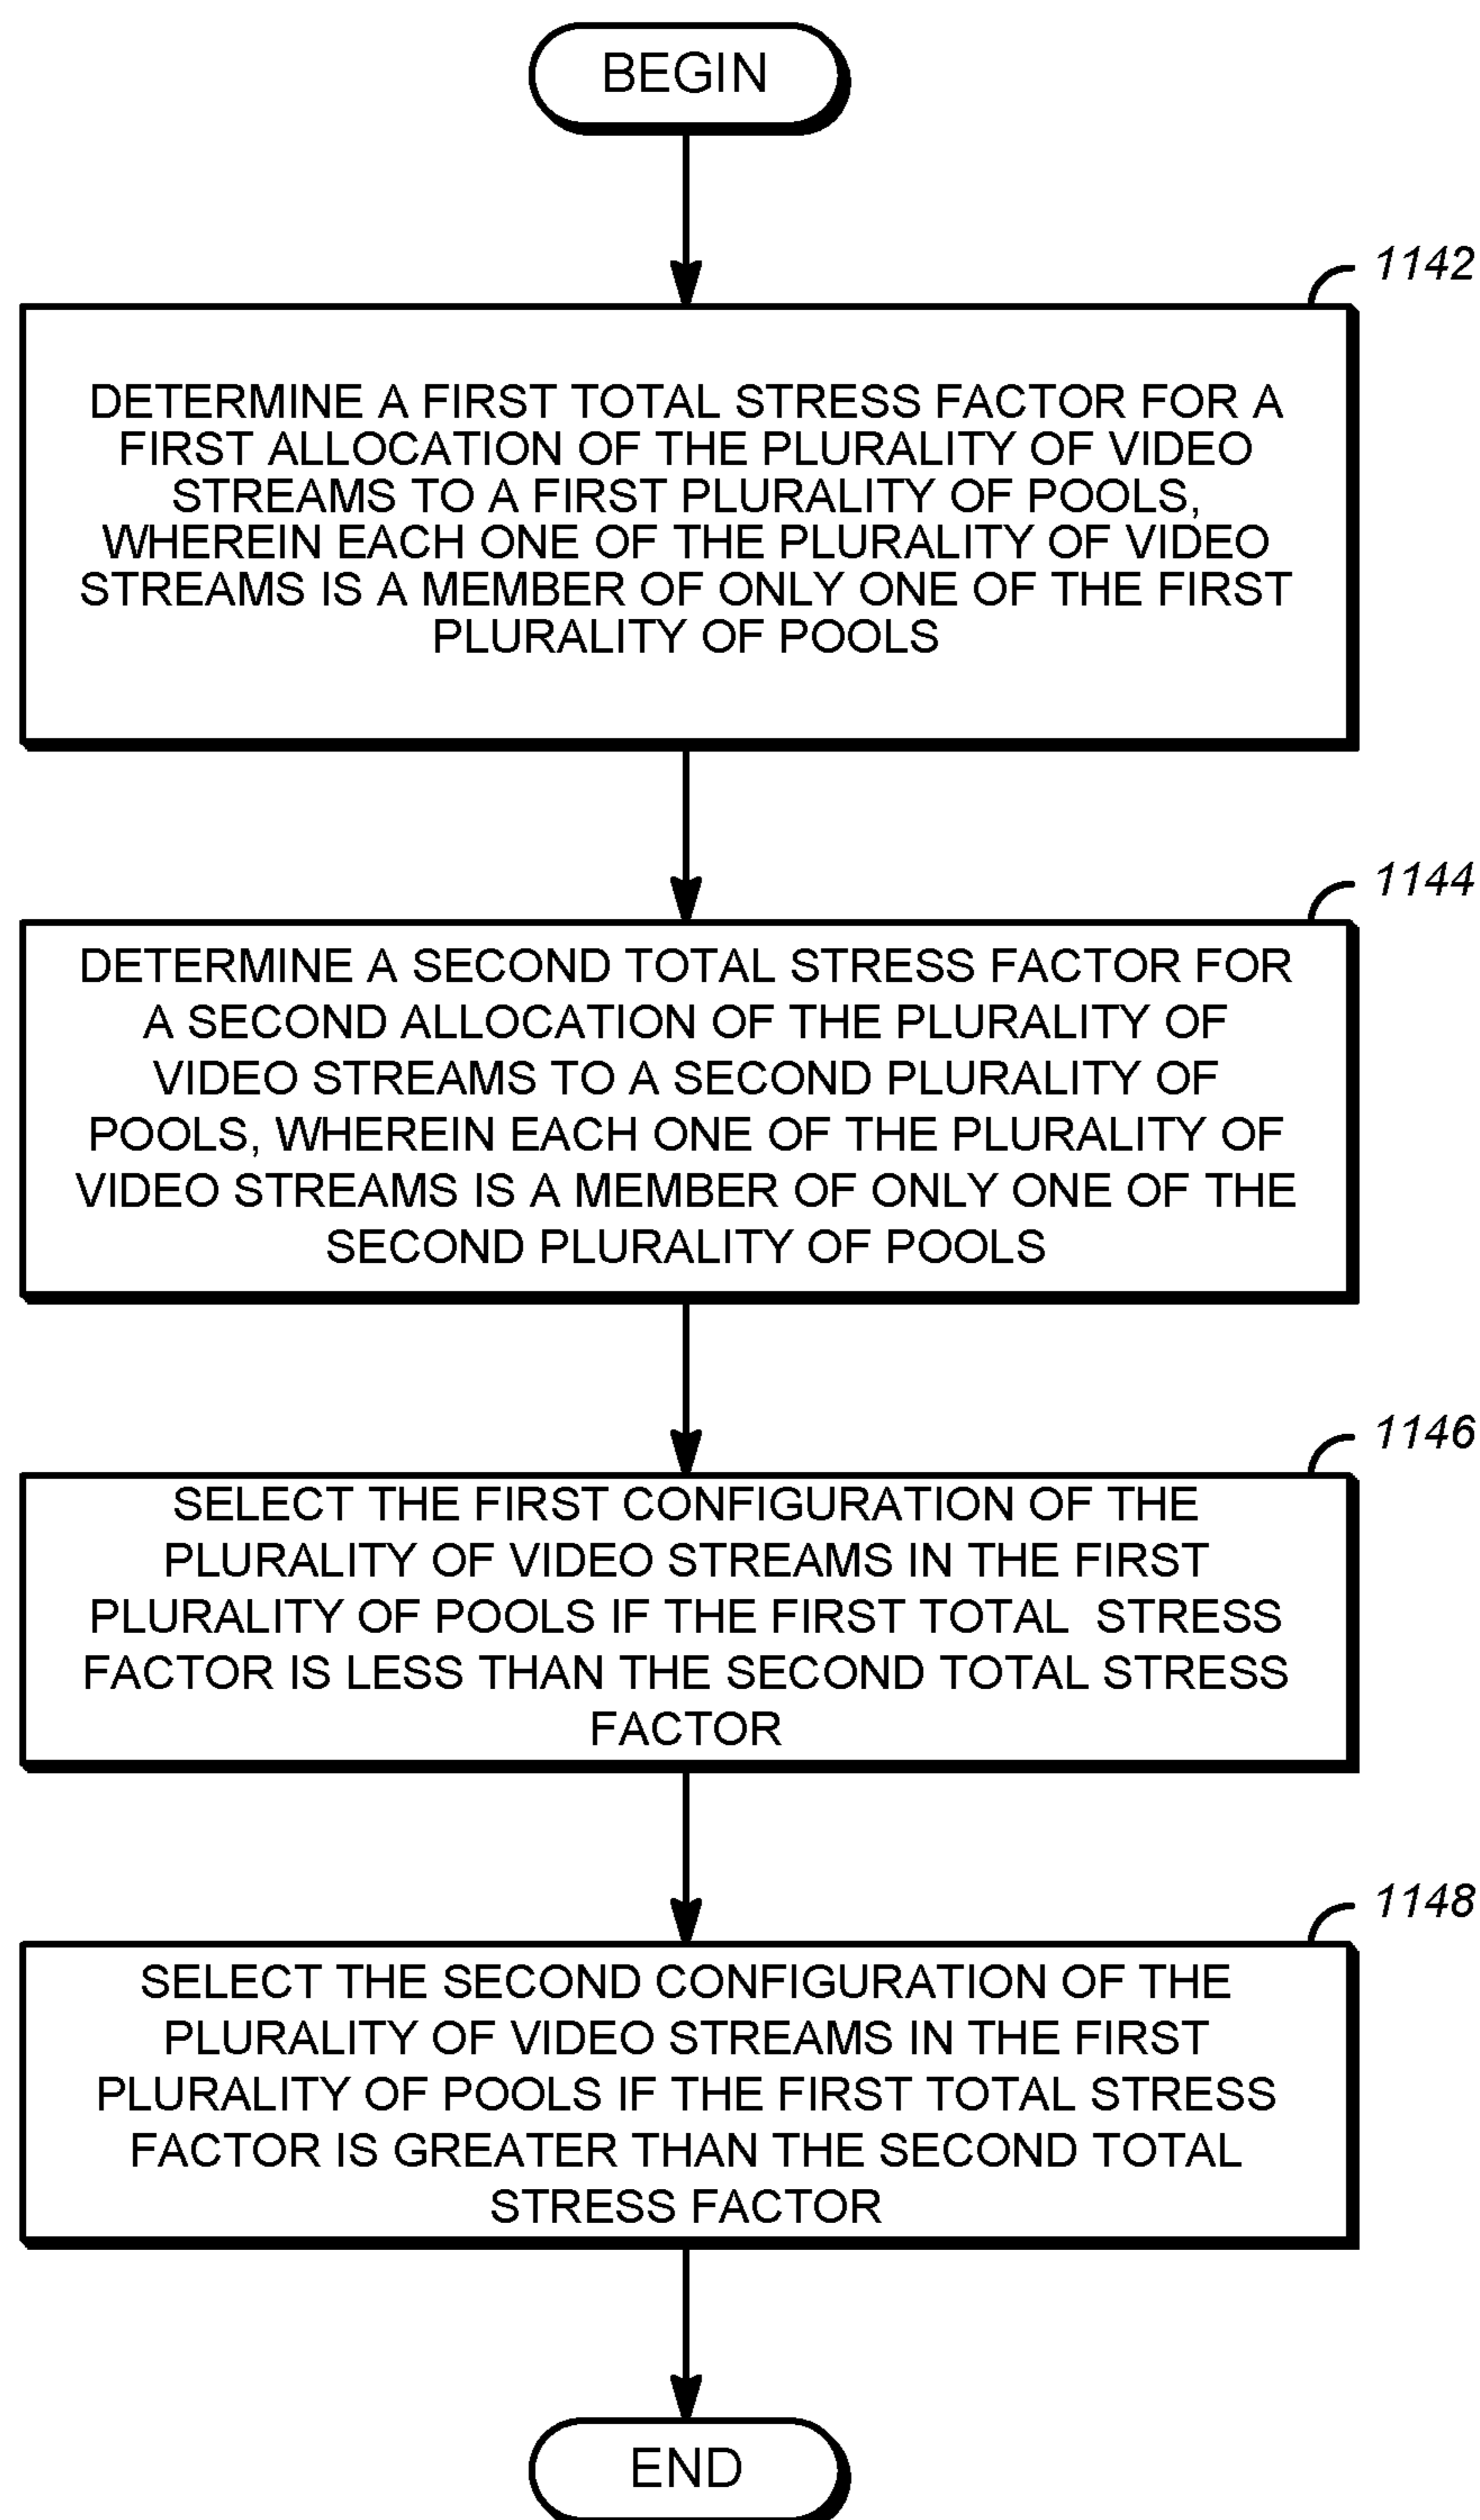 BEGIN
1142
DETERMINE A FIRST TOTAL STRESS FACTOR FOR A
FIRST ALLOCATION OF THE PLURALITY OF VIDEO
STREAMS TO A FIRST PLURALITY OF POOLS,
WHEREIN EACH ONE OF THE PLURALITY OF VIDEO
STREAMS IS A MEMBER OF ONLY ONE OF THE FIRST
PLURALITY OF POOLS
1144
DETERMINE A SECOND TOTAL STRESS FACTOR FOR
A SECOND ALLOCATION OF THE PLURALITY OF
VIDEO STREAMS TO A SECOND PLURALITY OF
POOLS, WHEREIN EACH ONE OF THE PLURALITY OF
VIDEO STREAMS IS A MEMBER OF ONLY ONE OF THE
SECOND PLURALITY OF POOLS
1146
SELECT THE FIRST CONFIGURATION OF THE
PLURALITY OF VIDEO STREAMS IN THE FIRST
PLURALITY OF POOLS IF THE FIRST TOTAL STRESS
FACTOR IS LESS THAN THE SECOND TOTAL STRESS
FACTOR
1148
SELECT THE SECOND CONFIGURATION OF THE
PLURALITY OF VIDEO STREAMS IN THE FIRST
PLURALITY OF POOLS IF THE FIRST TOTAL STRESS
FACTOR IS GREATER THAN THE SECOND TOTAL
STRESS FACTOR
END